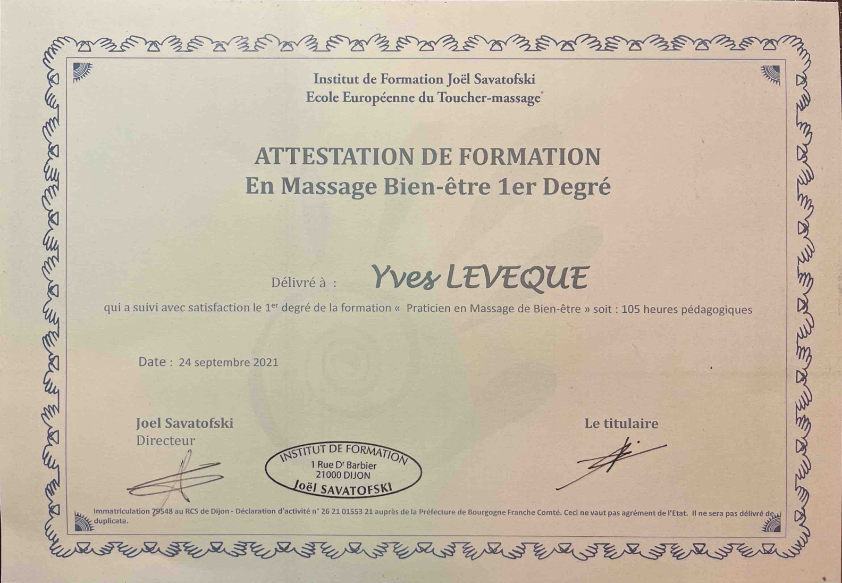 Institut de Formation Joël Savatofski
Ecole Européenne du Toucher-massage®
ATTESTATION DE FORMATION
En Massage Bien-être 1er Degré
Délivré à : Yves LEVEQUE
qui a suivi avec satisfaction le 1er degré de la formation « Praticien en Massage de Bien-être » soit : 105 heures pédagogiques
Date : 24 septembre 2021
Joel Savatofski
Directeur
Le titulaire
INSTITUT DE FORMATION
1 Rue Dr Barbier
21000 DIJON
Joël SAVATOFSKI
Immatriculation 79548 au RCS de Dijon - Déclaration d'activité n° 26 21 01553 21 auprès de la Préfecture de Bourgogne Franche Comté. Ceci ne vaut pas agrément de l'Etat. Il ne sera pas délivré de
duplicata.